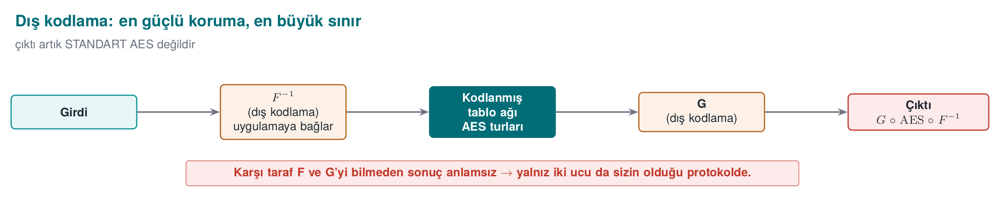 Dış kodlama: en güçlü koruma, en büyük sınır
çıktı artık STANDART AES değildir
Girdi
F⁻¹
(dış kodlama)
uygulamaya bağlar
Kodlanmış
tablo ağı
AES turları
G
(dış kodlama)
Çıktı
G ∘ AES ∘ F⁻¹
Karşı taraf F ve G’yi bilmeden sonuç anlamsız → yalnız iki ucu da sizin olduğu protokolde.